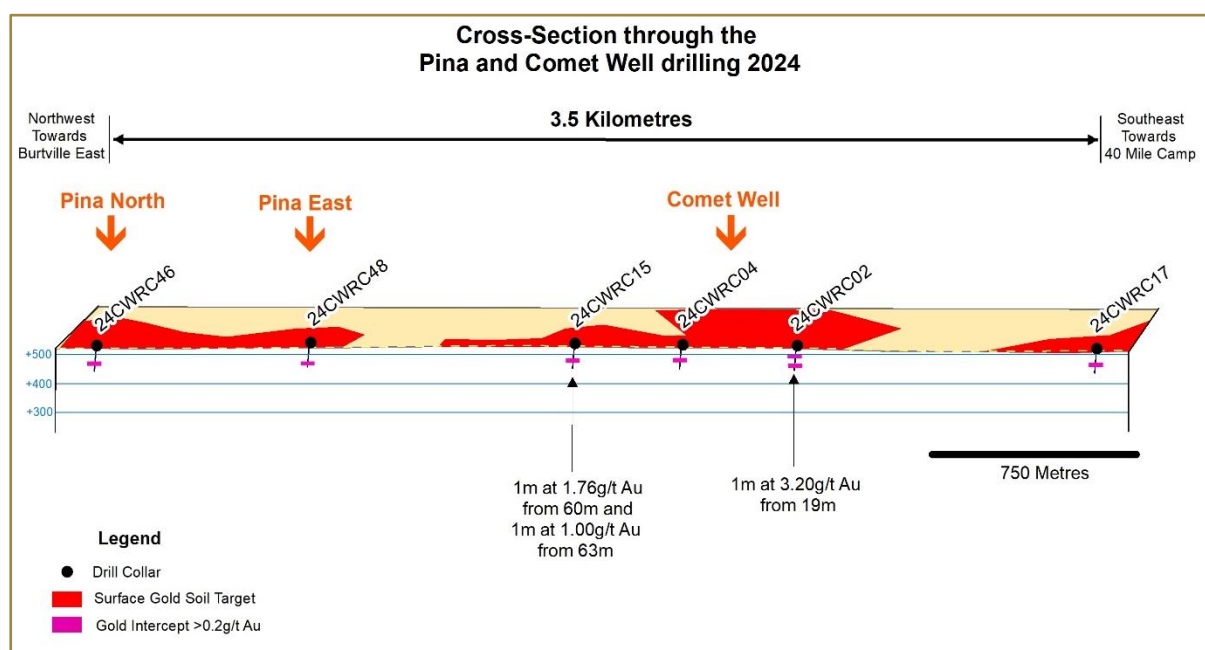 Cross-Section through the
Pina and Comet Well drilling 2024
Northwest
Towards
Burtville East
3.5 Kilometres
Southeast
Towards
40 Mile Camp
Pina North
Pina East
Comet Well
24CWRC46
24CWRC48
24CWRC15
24CWRC04
24CWRC02
24CWRC17
+500
+400
+300
1m at 1.76g/t Au
from 60m and
1m at 1.00g/t Au
from 63m
1m at 3.20g/t Au
from 19m
750 Metres
Legend
Drill Collar
Surface Gold Soil Target
Gold Intercept >0.2g/t Au